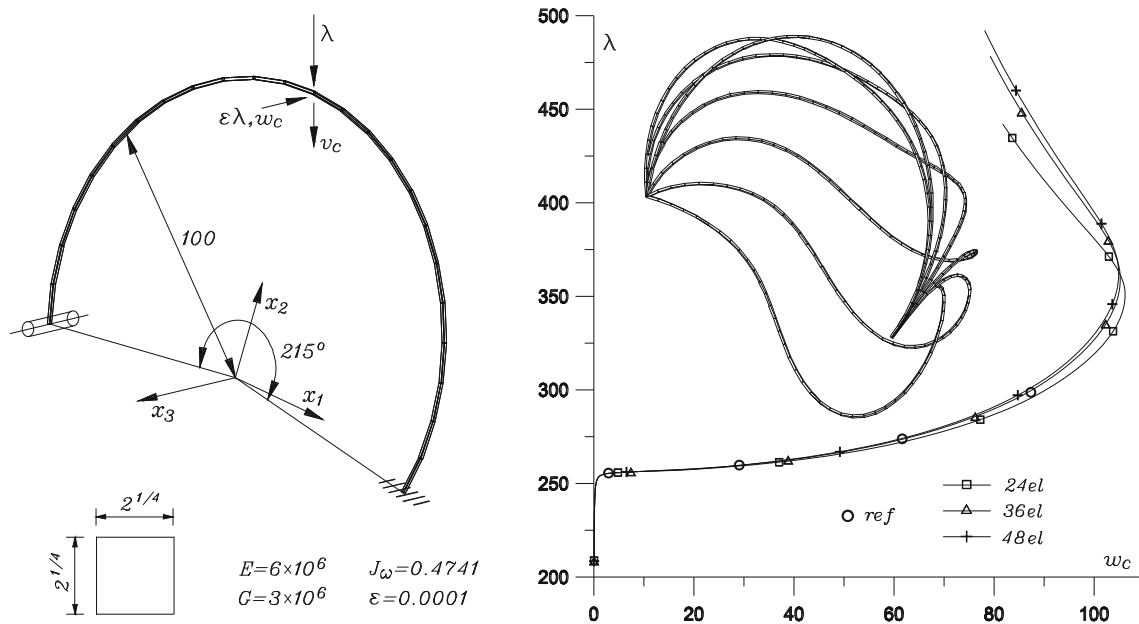 λ
ελ,w_c
v_c
100
x_2
215°
x_3
x_1
2^{1/4}
2^{1/4}
E=6×10^6 J_ω=0.4741
G=3×10^6 ε=0.0001
500
λ
450
400
350
300
250
200
24el
36el
ref
48el
w_c
0 20 40 60 80 100